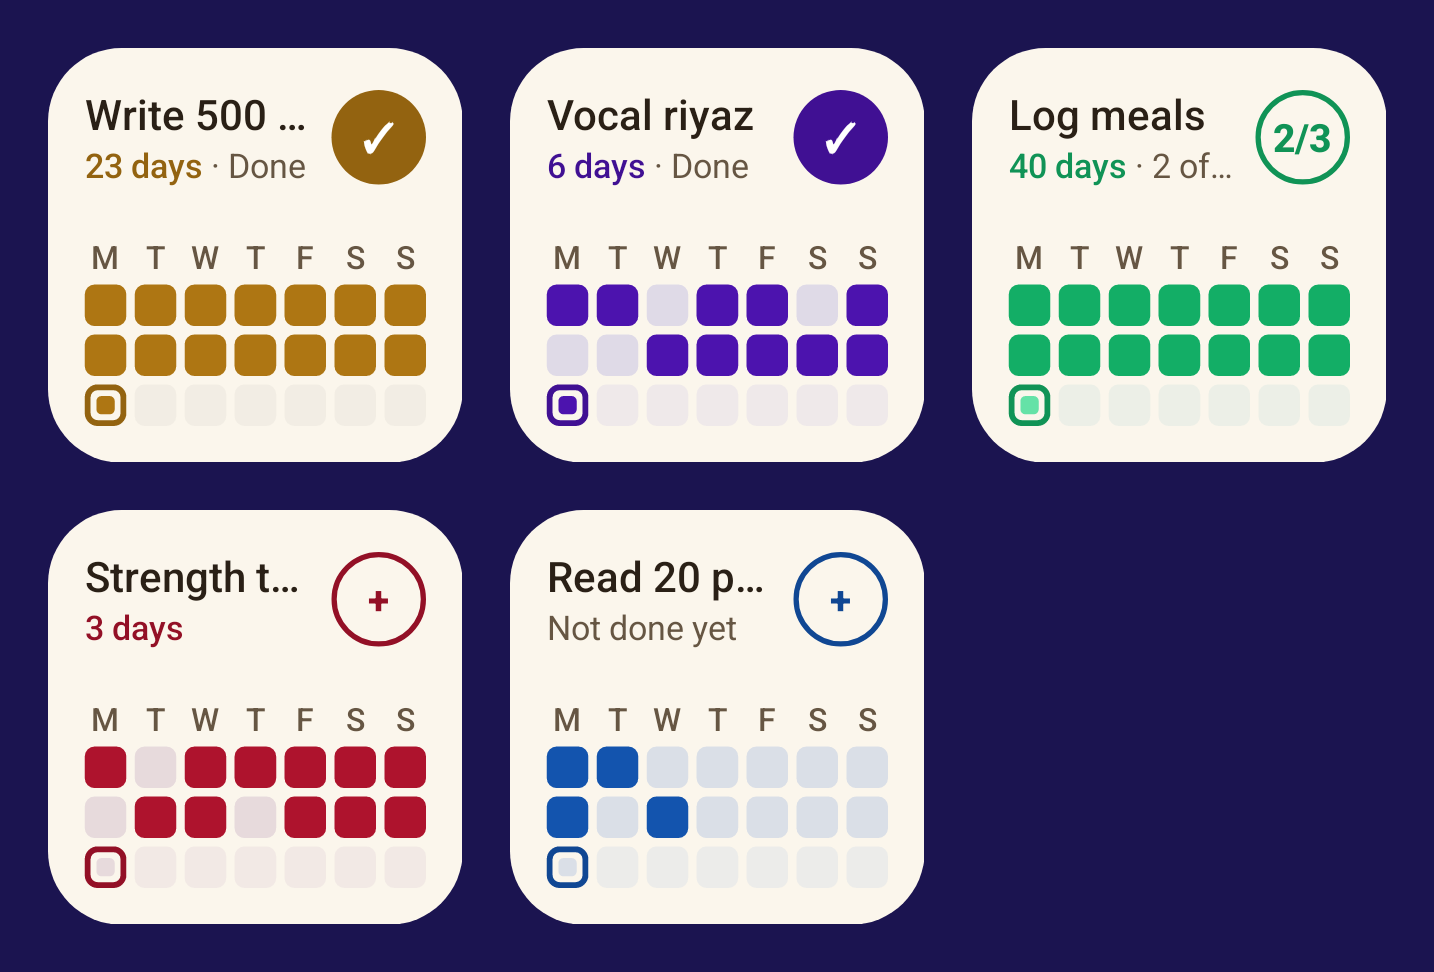 Write 500 ... ✓
23 days · Done
M T W T F S S
Vocal riyaz ✓
6 days · Done
M T W T F S S
Log meals 2/3
40 days · 2 of...
M T W T F S S
Strength t... +
3 days
M T W T F S S
Read 20 p... +
Not done yet
M T W T F S S